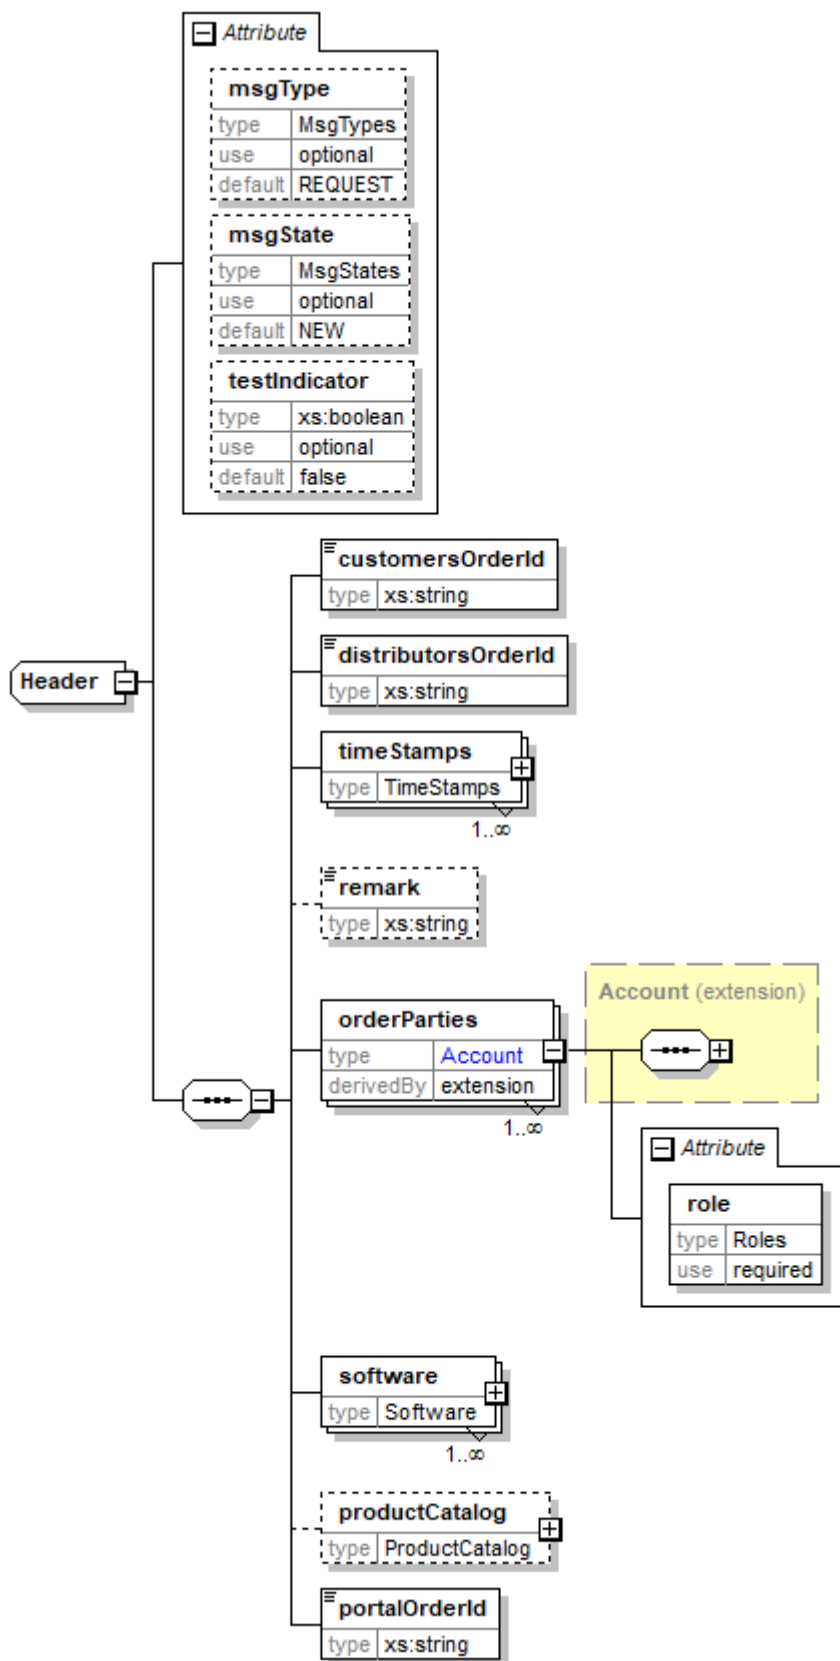 Attribute
msgType
type MsgTypes
use optional
default REQUEST
msgState
type MsgStates
use optional
default NEW
testIndicator
type xs:boolean
use optional
default false
Header
customersOrderId
type xs:string
distributorsOrderId
type xs:string
timeStamps
type TimeStamps
1..∞
remark
type xs:string
orderParties
type Account
derivedBy extension
1..∞
Account (extension)
Attribute
role
type Roles
use required
software
type Software
1..∞
productCatalog
type ProductCatalog
portalOrderId
type xs:string